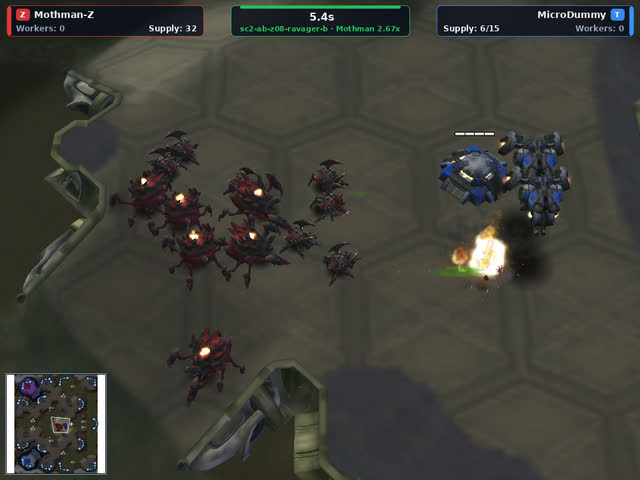 Z Mothman-Z
Workers: 0
Supply: 32
5.4s
sc2-ab-z08-ravager-b · Mothman 2.67x
MicroDummy T
Supply: 6/15
Workers: 0